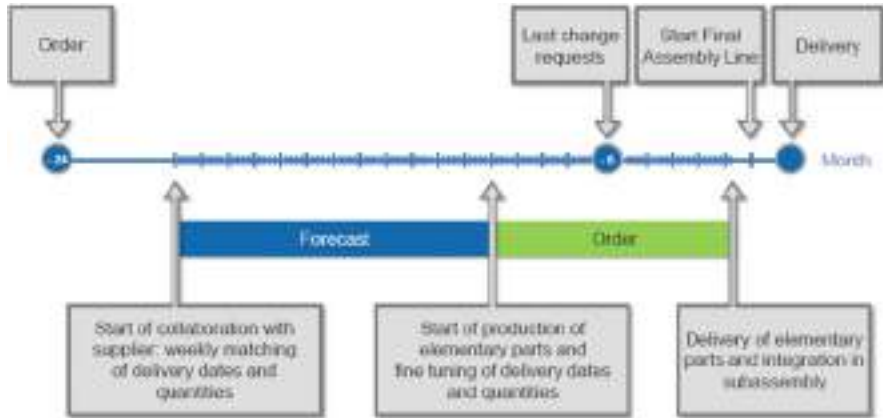 Order
Last change
requests
Start Final
Assembly Line
Delivery
- 24
- 6
Month
Forecast
Order
Start of collaboration with
supplier: weekly matching
of delivery dates and
quantities
Start of production of
elementary parts and
fine tuning of delivery dates
and quantities
Delivery of elementary
parts and integration in
subassembly